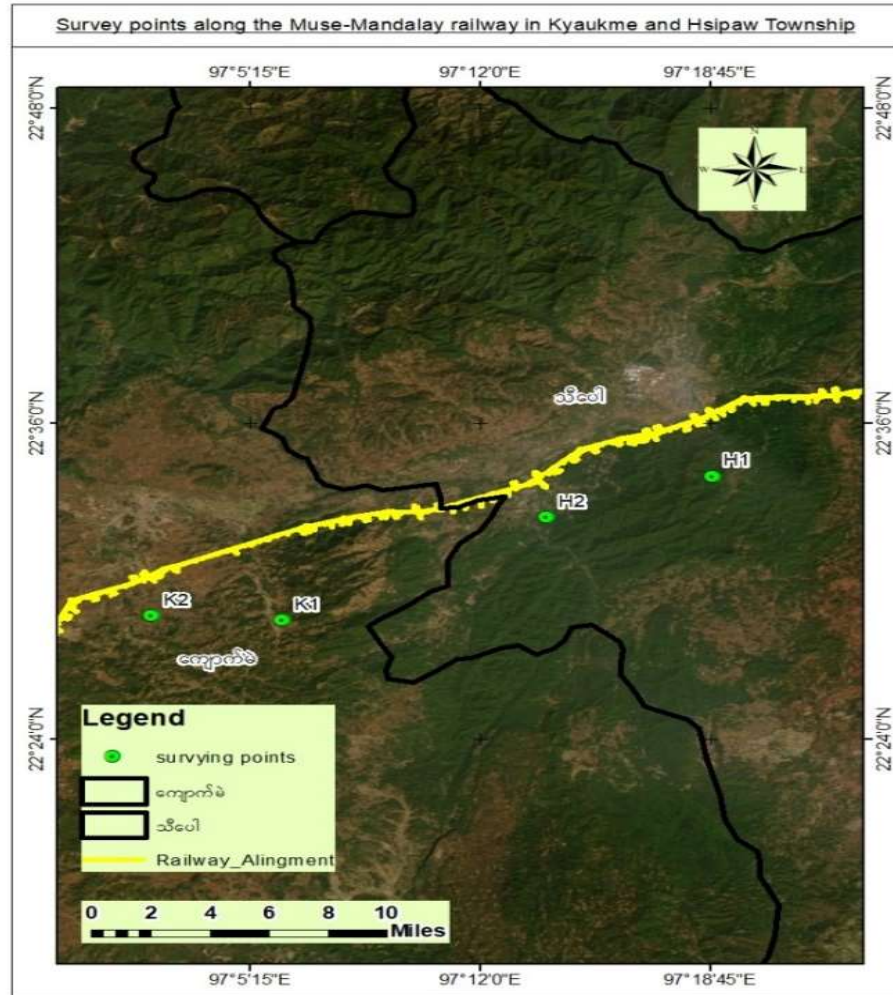 Survey points along the Muse-Mandalay railway in Kyaukme and Hsipaw Township
97°5'15"E 97°12'0"E 97°18'45"E
22°48'0"N 22°48'0"N
N
W E
S
သီပေါ
22°36'0"N 22°36'0"N
H1
H2
K2 K1
ကျောက်မဲ
Legend
survying points
ကျောက်မဲ
သီပေါ
Railway_Alingment
22°24'0"N 22°24'0"N
0 2 4 6 8 10
Miles
97°5'15"E 97°12'0"E 97°18'45"E